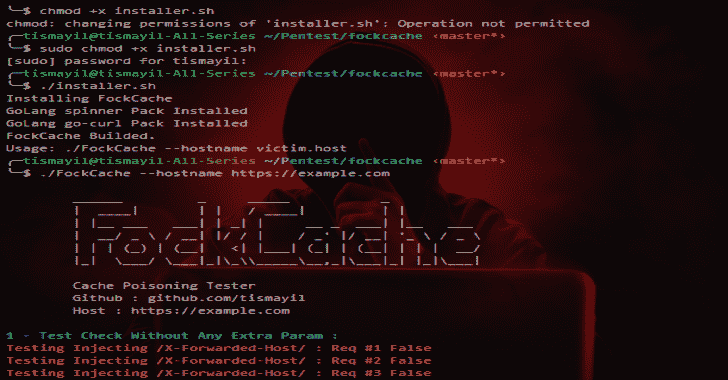 $ chmod +x installer.sh
chmod: changing permissions of 'installer.sh': Operation not permitted
tismayil@tismayil-All-Series ~/Pentest/fockcache ‹master*›
$ sudo chmod +x installer.sh
[sudo] password for tismayil:
tismayil@tismayil-All-Series ~/Pentest/fockcache ‹master*›
$ ./installer.sh
Installing FockCache
GoLang spinner Pack Installed
GoLang go-curl Pack Installed
FockCache Builded.
Usage: ./FockCache --hostname victim.host
tismayil@tismayil-All-Series ~/Pentest/fockcache ‹master*›
$ ./FockCache --hostname https://example.com
FockCache
Cache Poisoning Tester
Github : github.com/tismayil
Host : https://example.com
1 - Test Check Without Any Extra Param :
Testing Injecting /X-Forwarded-Host/ : Req #1 False
Testing Injecting /X-Forwarded-Host/ : Req #2 False
Testing Injecting /X-Forwarded-Host/ : Req #3 False